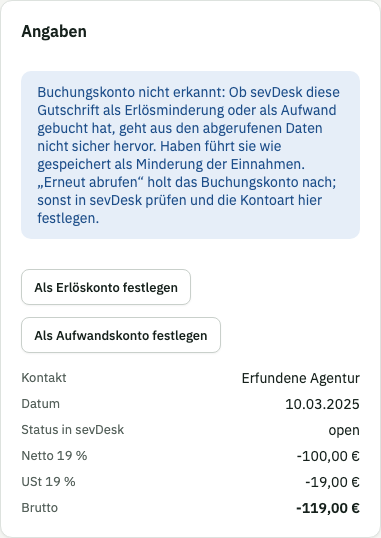 Angaben
Buchungskonto nicht erkannt: Ob sevDesk diese
Gutschrift als Erlösminderung oder als Aufwand
gebucht hat, geht aus den abgerufenen Daten
nicht sicher hervor. Haben führt sie wie
gespeichert als Minderung der Einnahmen.
„Erneut abrufen“ holt das Buchungskonto nach;
sonst in sevDesk prüfen und die Kontoart hier
festlegen.
Als Erlöskonto festlegen
Als Aufwandskonto festlegen
Kontakt Erfundene Agentur
Datum 10.03.2025
Status in sevDesk open
Netto 19 % -100,00 €
USt 19 % -19,00 €
Brutto -119,00 €